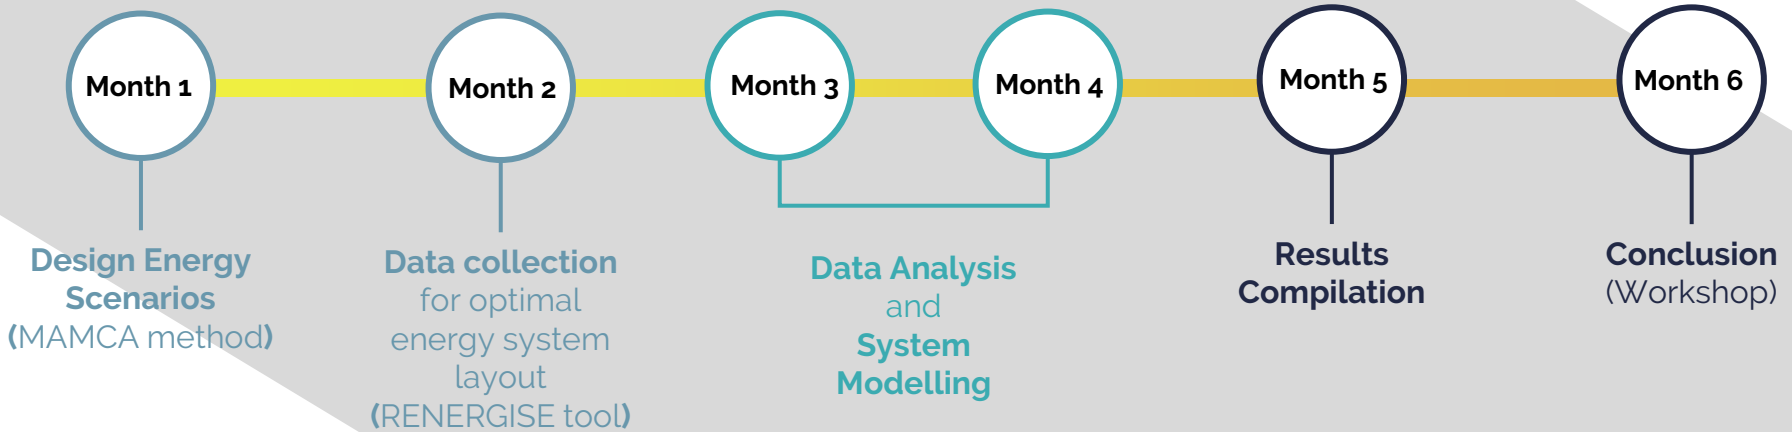 Month 1
Month 2
Month 3
Month 4
Month 5
Month 6
Design Energy
Scenarios
(MAMCA method)
Data collection
for optimal
energy system
layout
(RENERGISE tool)
Data Analysis
and
System
Modelling
Results
Compilation
Conclusion
(Workshop)